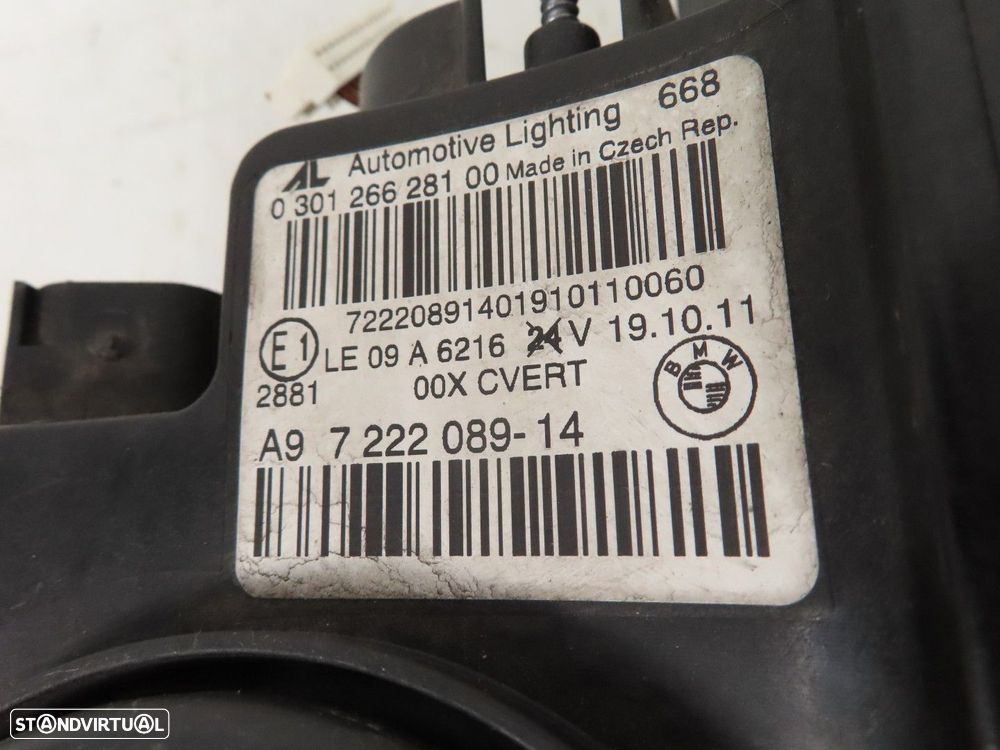 AL Automotive Lighting 668
0 301 266 281 00 Made in Czech Rep.
72220891401910110060
E1 LE 09 A 6216 24 V 19.10.11
2881 00X CVERT
BMW
A9 7 222 089-14
STANDVIRTUAL